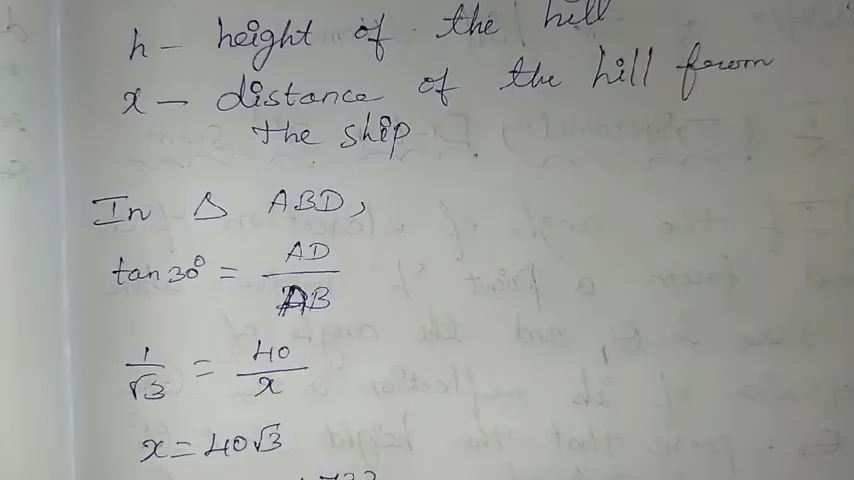 h - height of the hill
x - distance of the hill from
the ship
In Δ ABD,
tan 30° = AD / AB
1 / √3 = 40 / x
x = 40√3